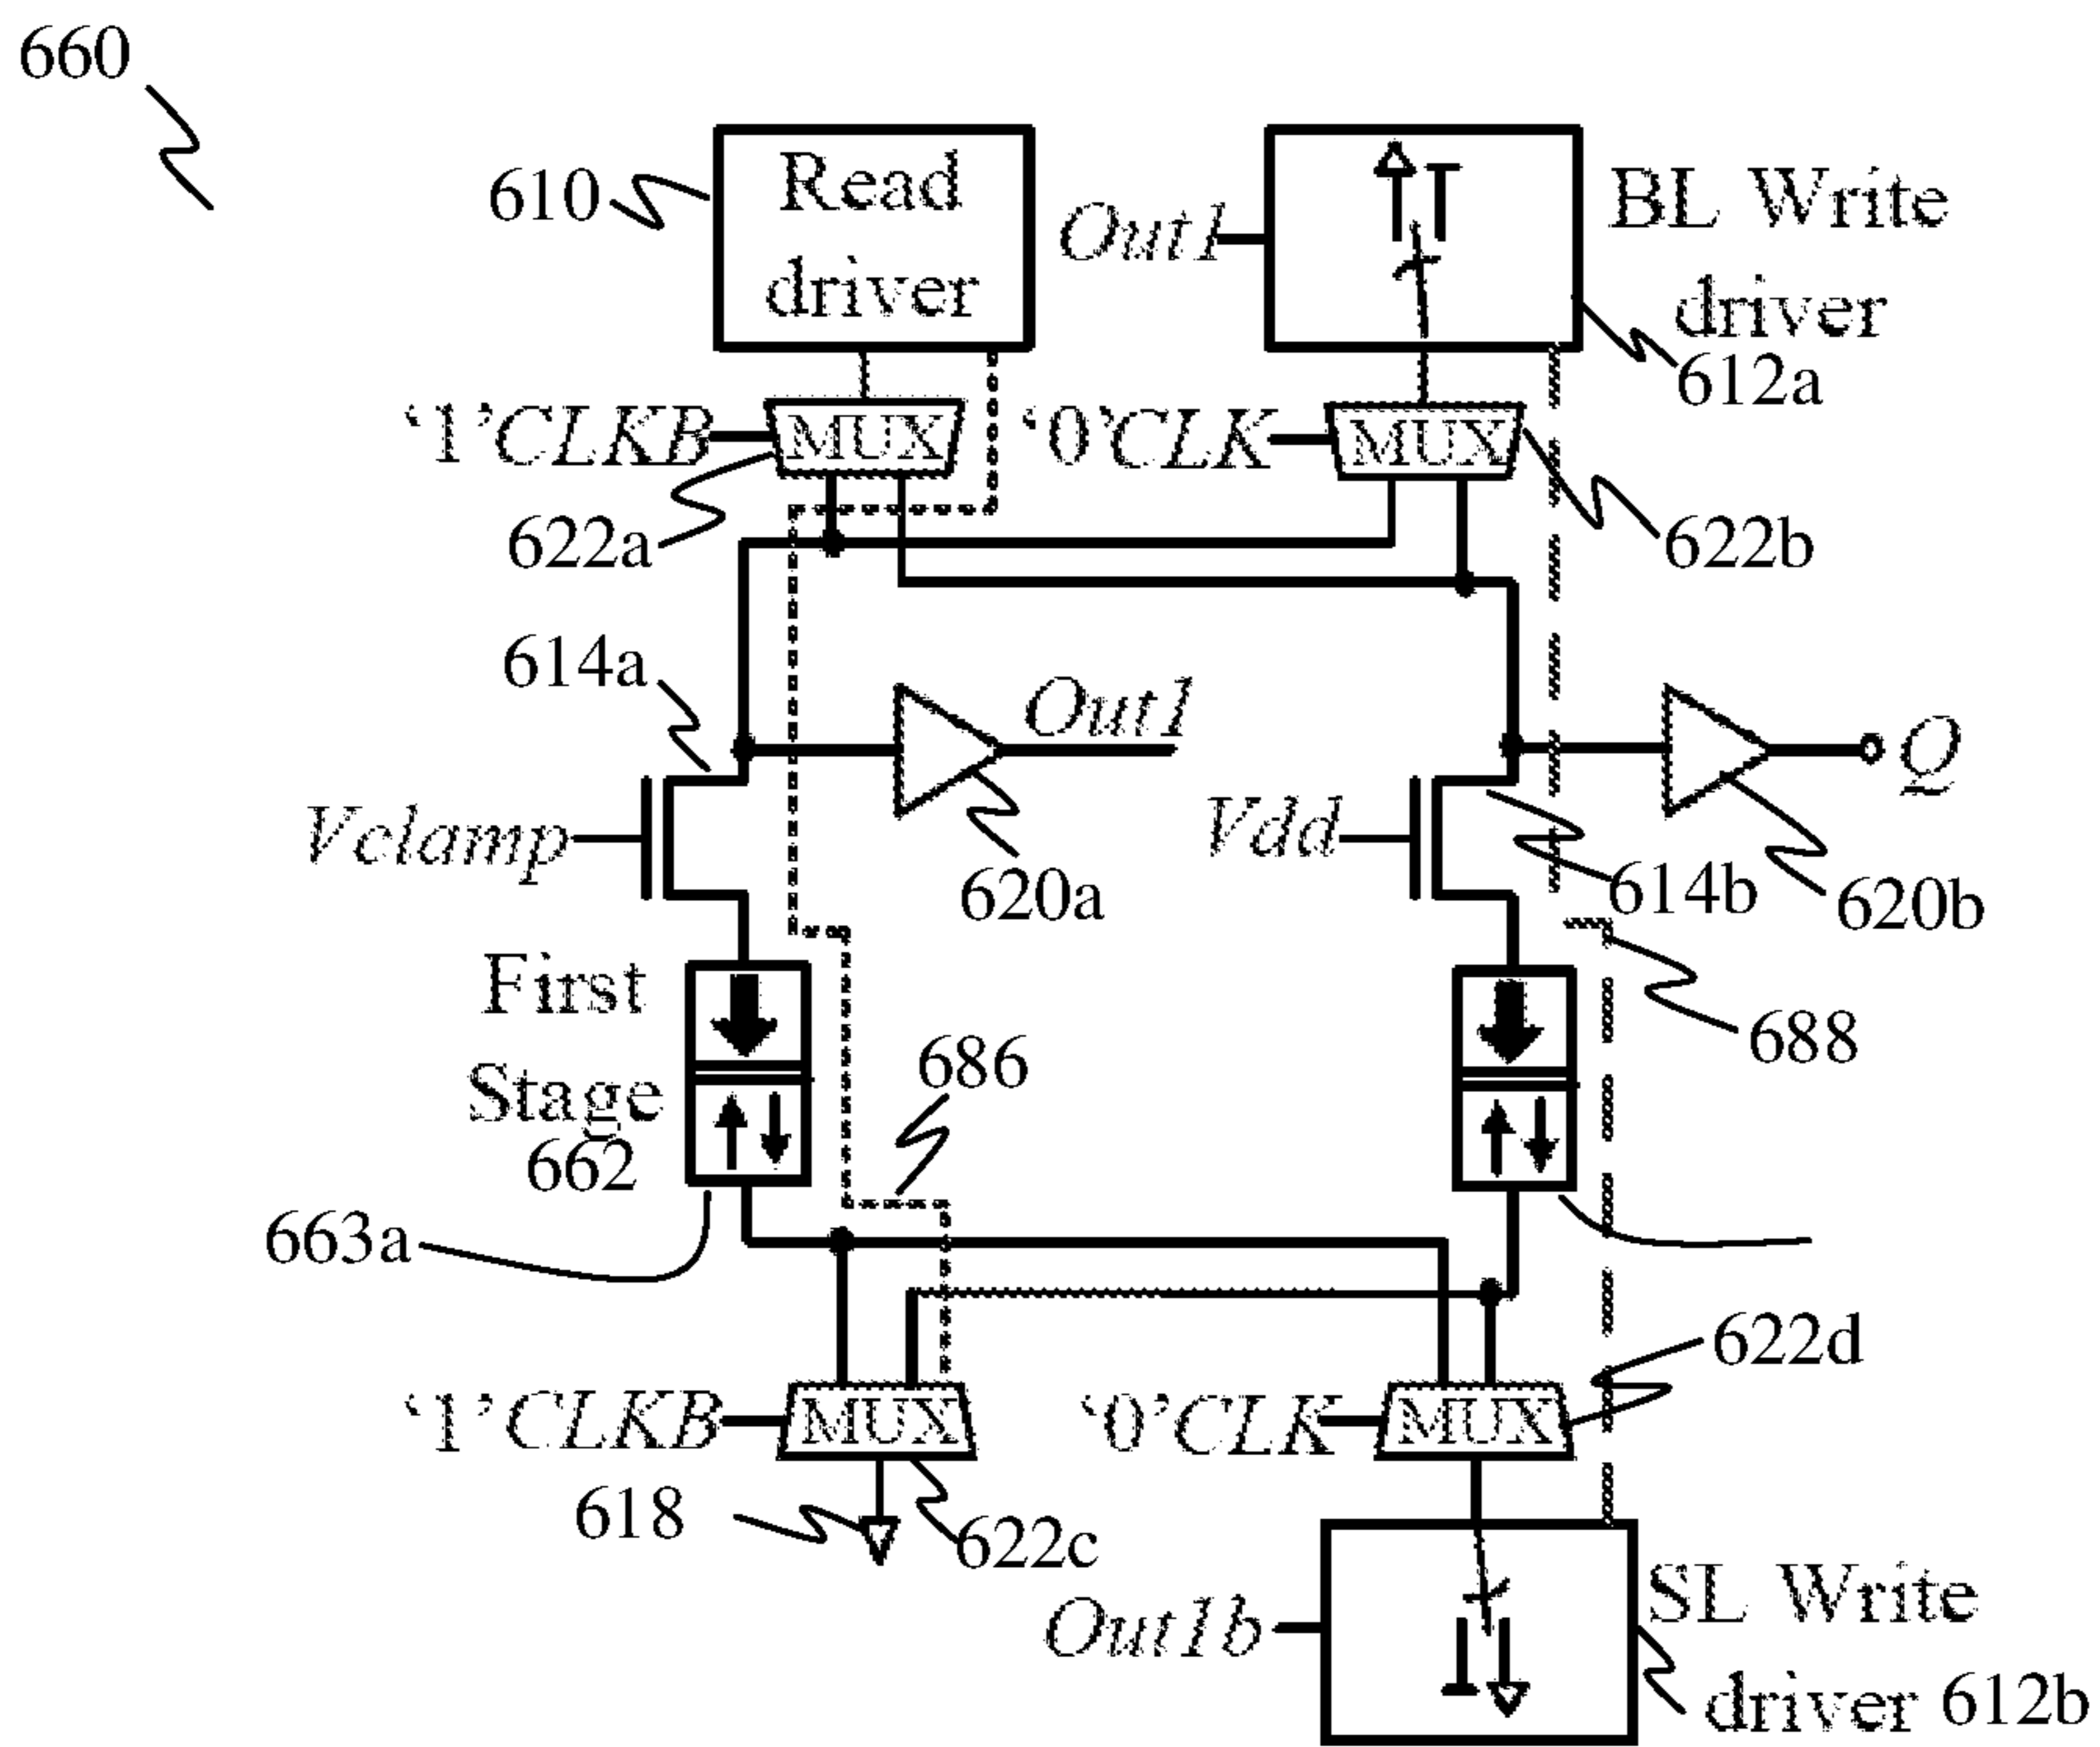 660
610
Read
driver
Out1
BL Write
driver
612a
‘1’CLKB
MUX
‘0’CLK
MUX
622a
622b
614a
Out1
Q
Vclamp
Vdd
620a
614b
620b
First
Stage
662
686
688
663a
622d
‘1’CLKB
MUX
‘0’CLK
MUX
618
622c
Out1b
SL Write
driver 612b